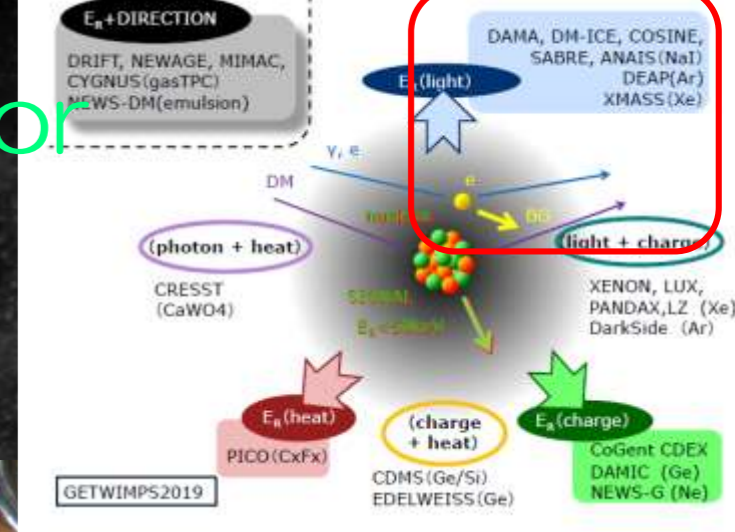 E_R+DIRECTION
DRIFT, NEWAGE, MIMAC,
CYGNUS(gasTPC)
NEWS-DM(emulsion)
or
DAMA, DM-ICE, COSINE,
SABRE, ANAIS(NaI)
DEAP(Ar)
XMASS(Xe)
E_R(light)
γ, e
e
DM
BG
(photon + heat)
CRESST
(CaWO4)
(light + charge)
XENON, LUX,
PANDAX,LZ (Xe)
DarkSide (Ar)
SIGNAL
E_R(heat)
PICO(CxFx)
(charge
+ heat)
CDMS(Ge/Si)
EDELWEISS(Ge)
E_R(charge)
CoGent CDEX
DAMIC (Ge)
NEWS-G (Ne)
GETWIMPS2019